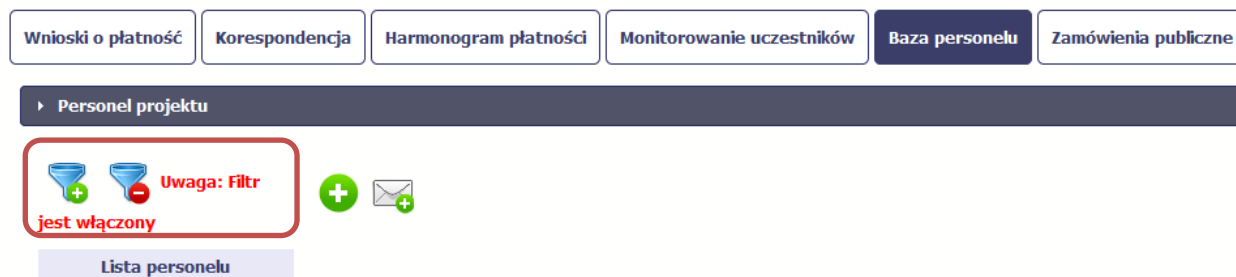 Wnioski o płatność Korespondencja Harmonogram płatności Monitorowanie uczestników Baza personelu Zamówienia publiczne
Personel projektu
Uwaga: Filtr
jest włączony
Lista personelu